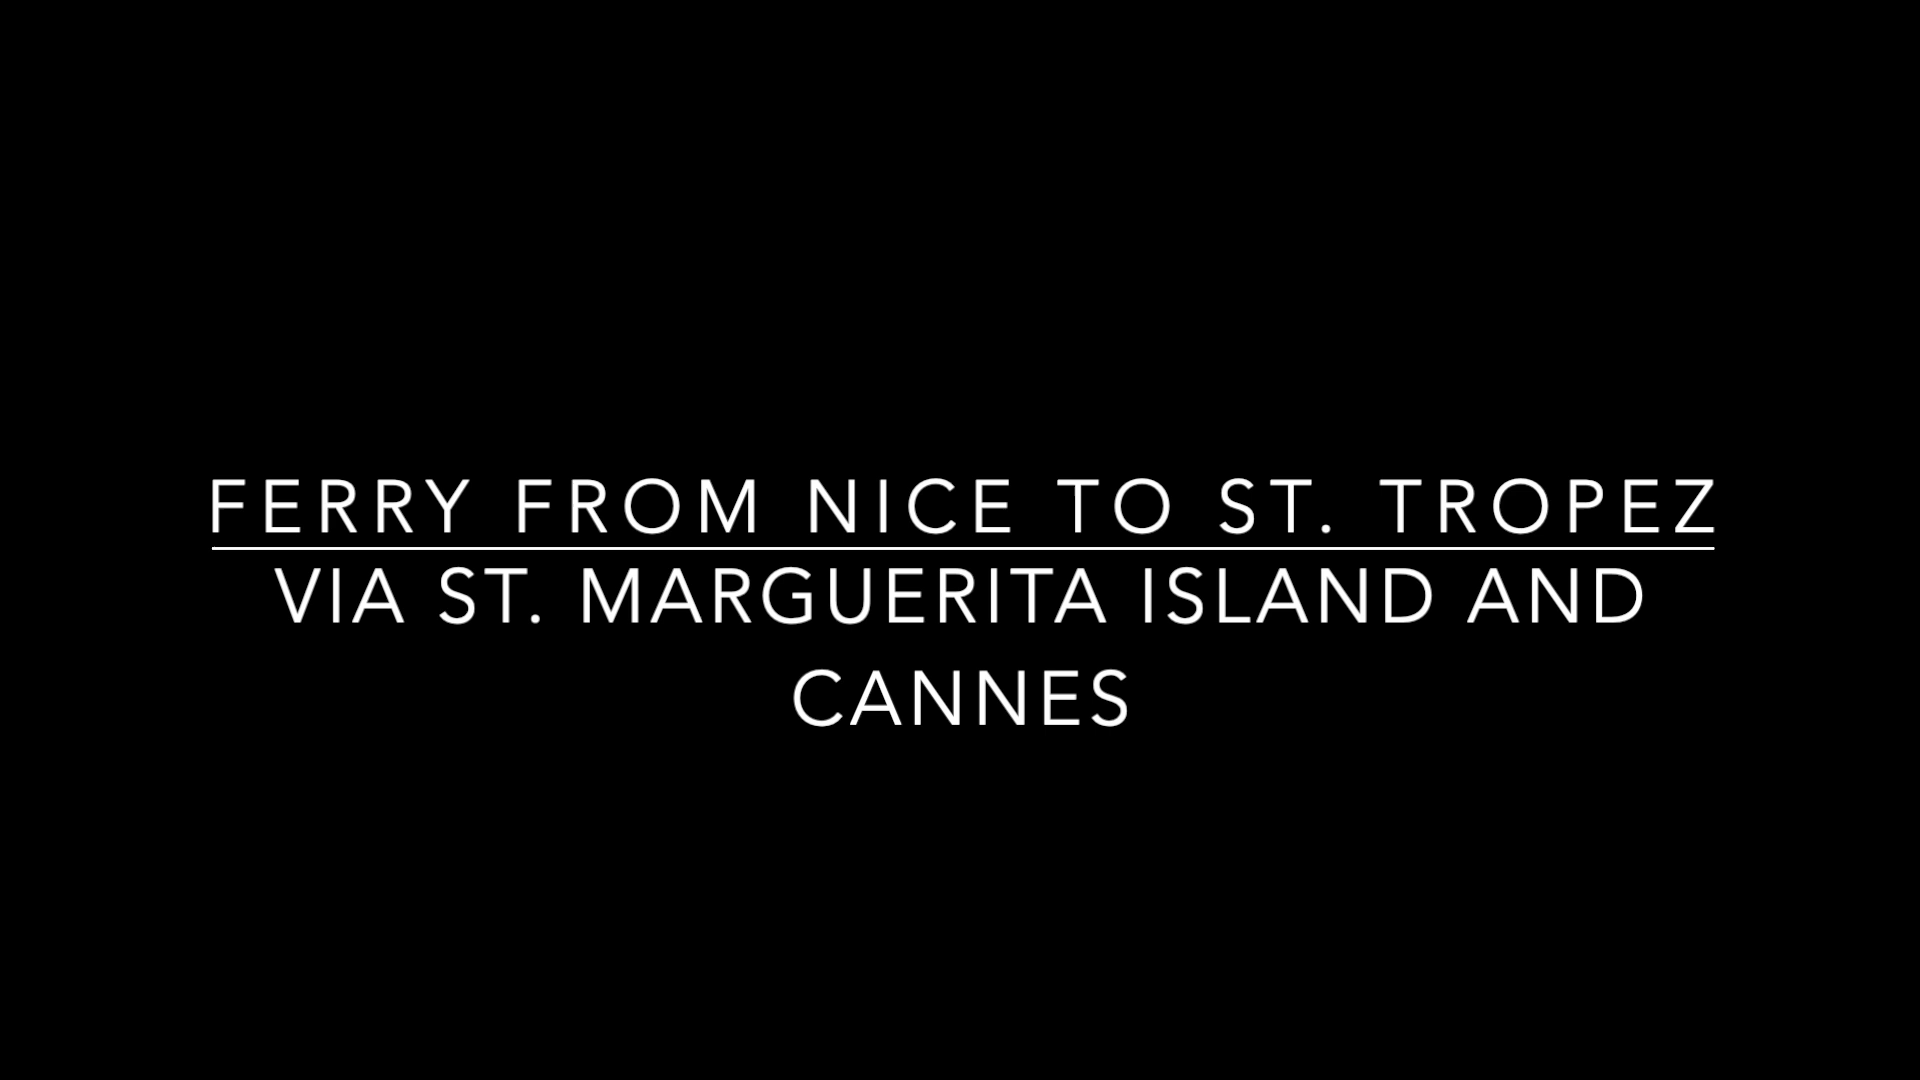 FERRY FROM NICE TO ST. TROPEZ
VIA ST. MARGUERITA ISLAND AND
CANNES